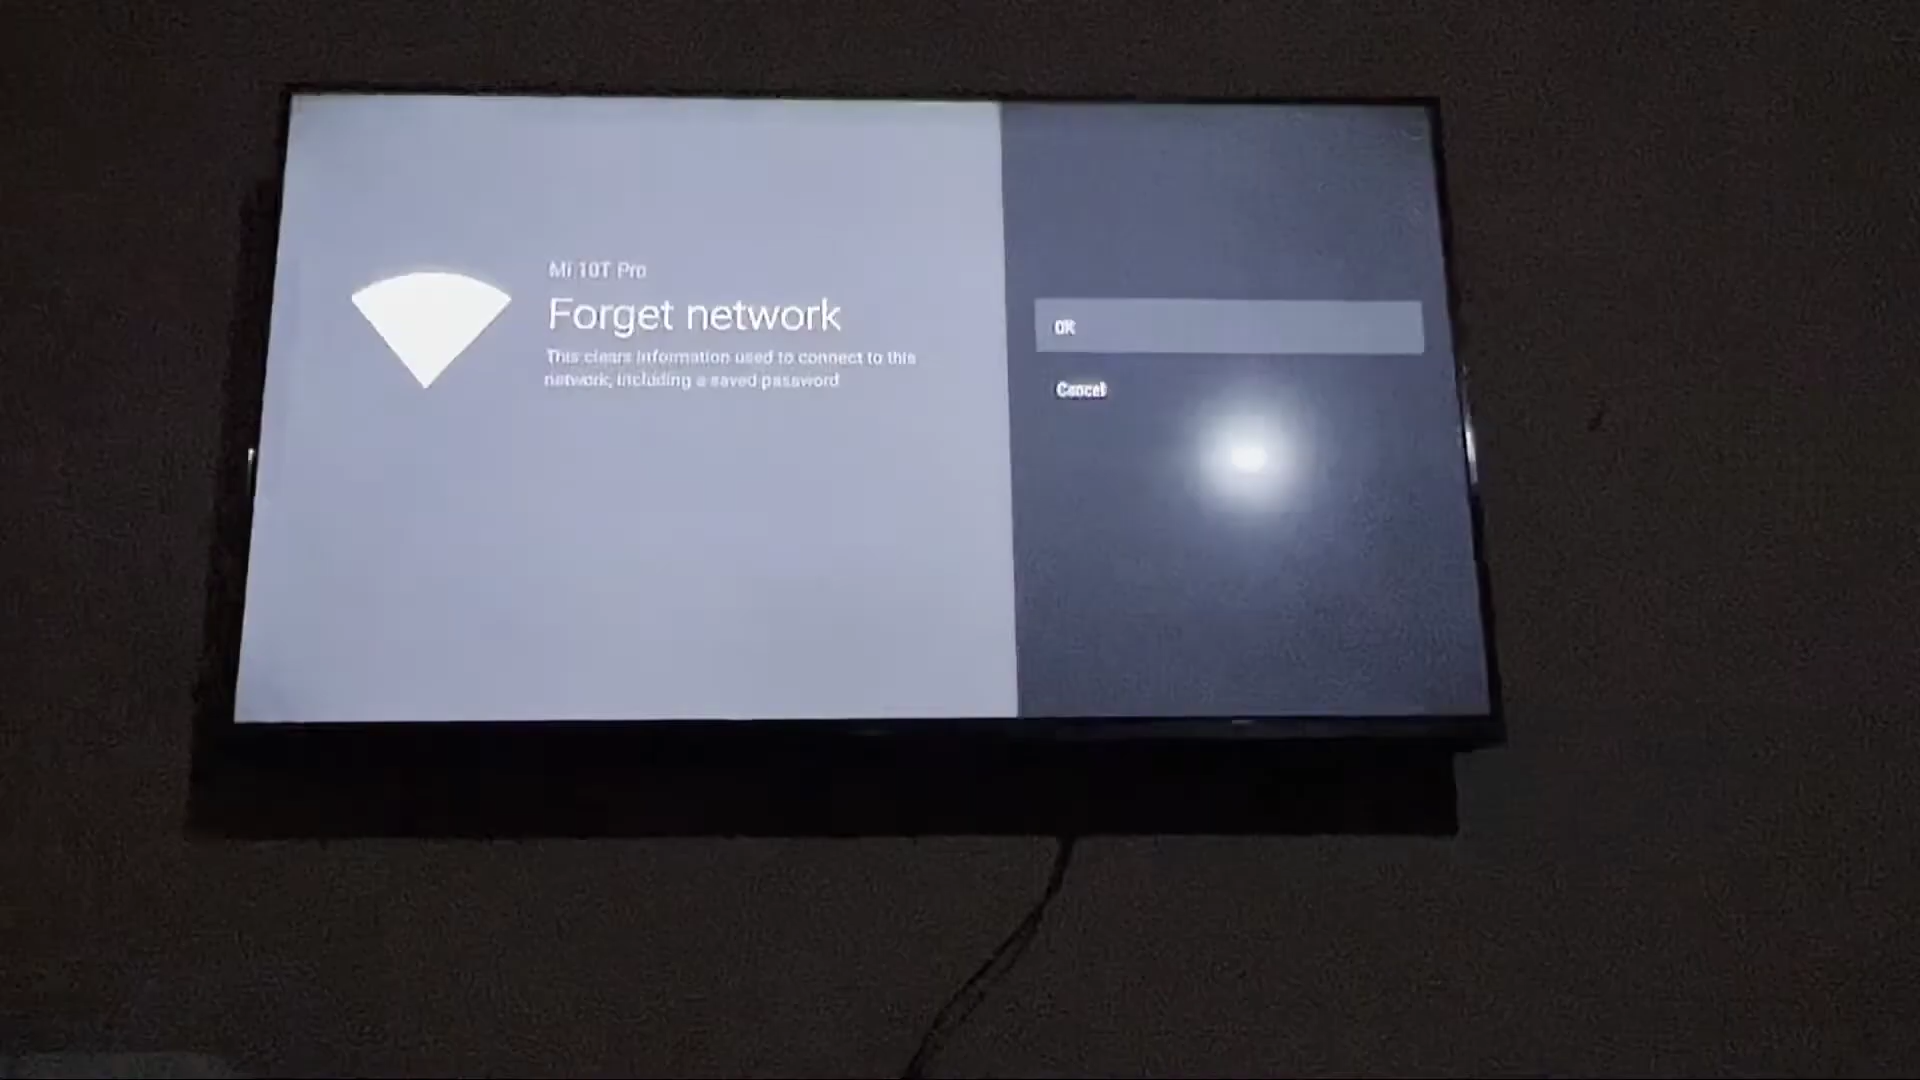 Mi 10T Pro
Forget network
This clears information used to connect to this
network, including a saved password
OK
Cancel